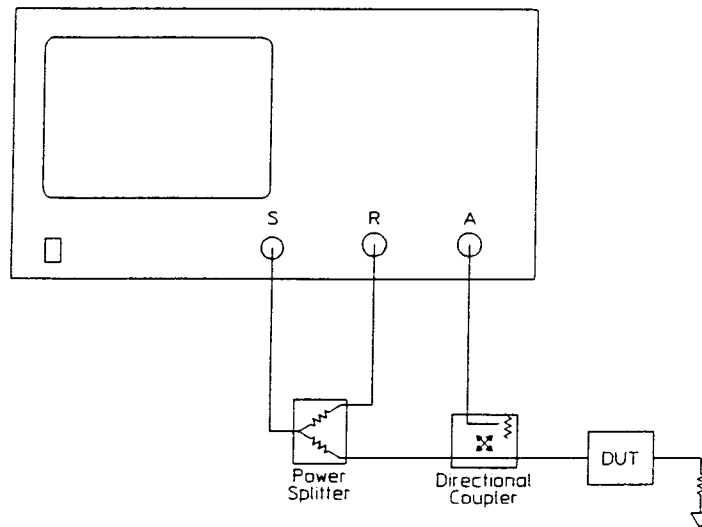 S R A
Power
Splitter
Directional
Coupler
DUT